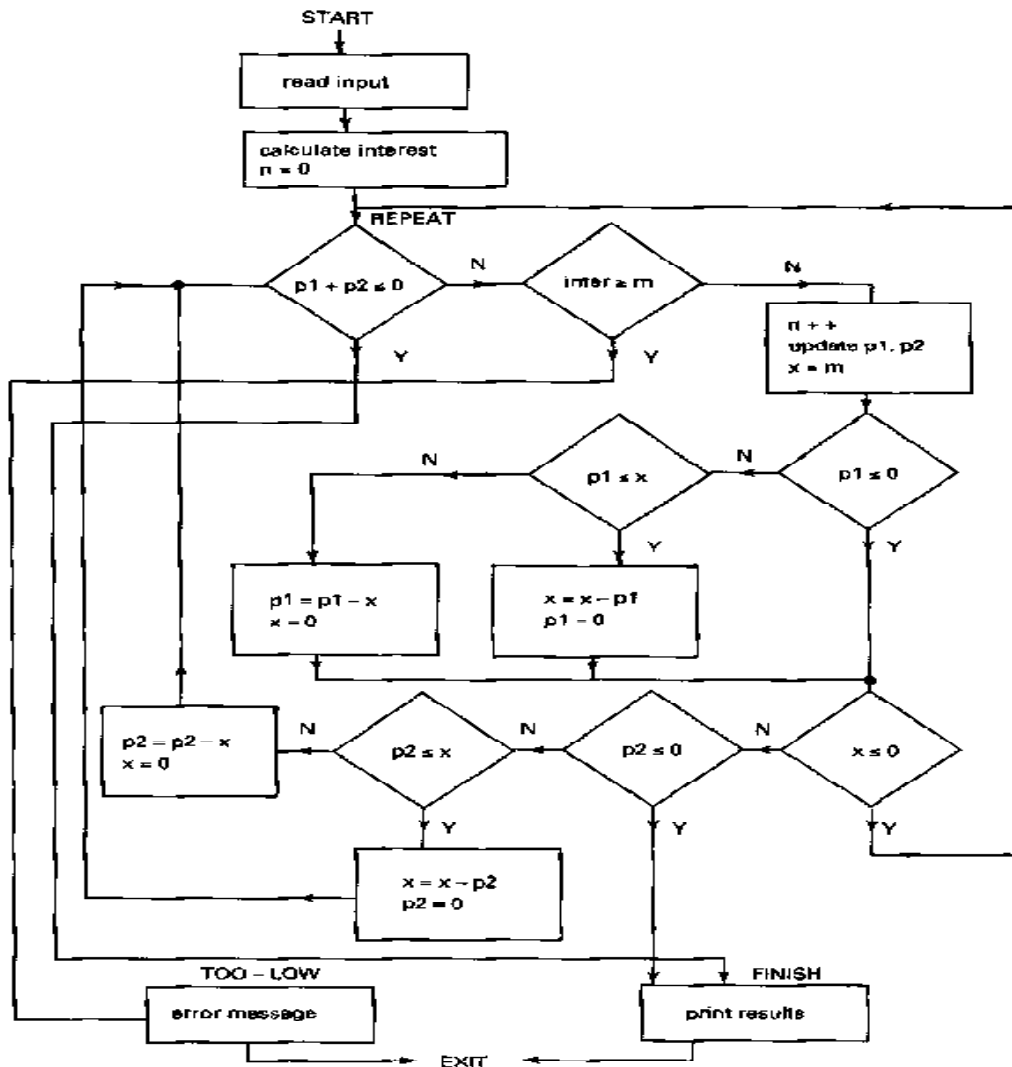 START
read input
calculate interest
n = 0
REPEAT
p1 + p2 ≤ 0
N
inter ≥ m
N
n + +
update p1, p2
x = m
Y
Y
p1 ≤ 0
N
p1 ≤ x
N
Y
Y
p1 = p1 − x
x = 0
x = x − p1
p1 = 0
x ≤ 0
N
p2 ≤ 0
N
p2 ≤ x
N
p2 = p2 − x
x = 0
Y
Y
Y
x = x − p2
p2 = 0
TOO – LOW
FINISH
error message
print results
EXIT